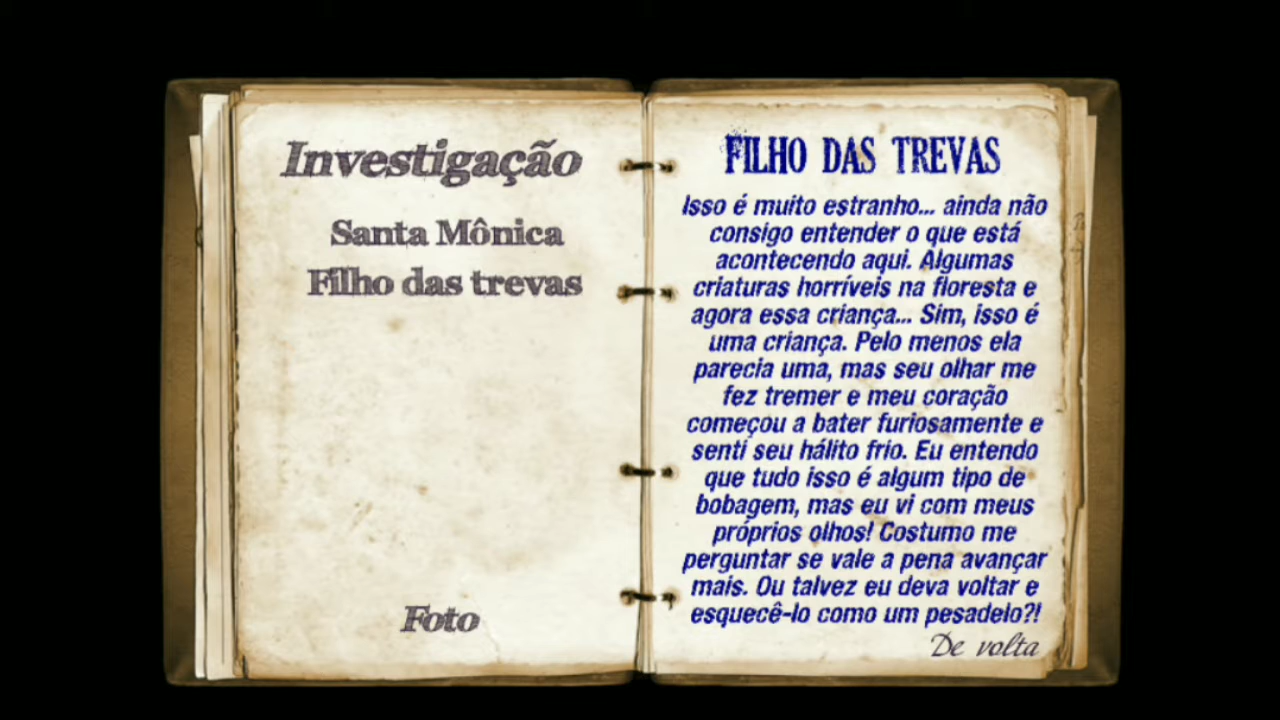 Investigação
Santa Mônica
Filho das trevas
Foto
FILHO DAS TREVAS
Isso é muito estranho... ainda não
consigo entender o que está
acontecendo aqui. Algumas
criaturas horríveis na floresta e
agora essa criança... Sim, isso é
uma criança. Pelo menos ela
parecia uma, mas seu olhar me
fez tremer e meu coração
começou a bater furiosamente e
senti seu hálito frio. Eu entendo
que tudo isso é algum tipo de
bobagem, mas eu vi com meus
próprios olhos! Costumo me
perguntar se vale a pena avançar
mais. Ou talvez eu deva voltar e
esquecê-lo como um pesadelo?!
De volta